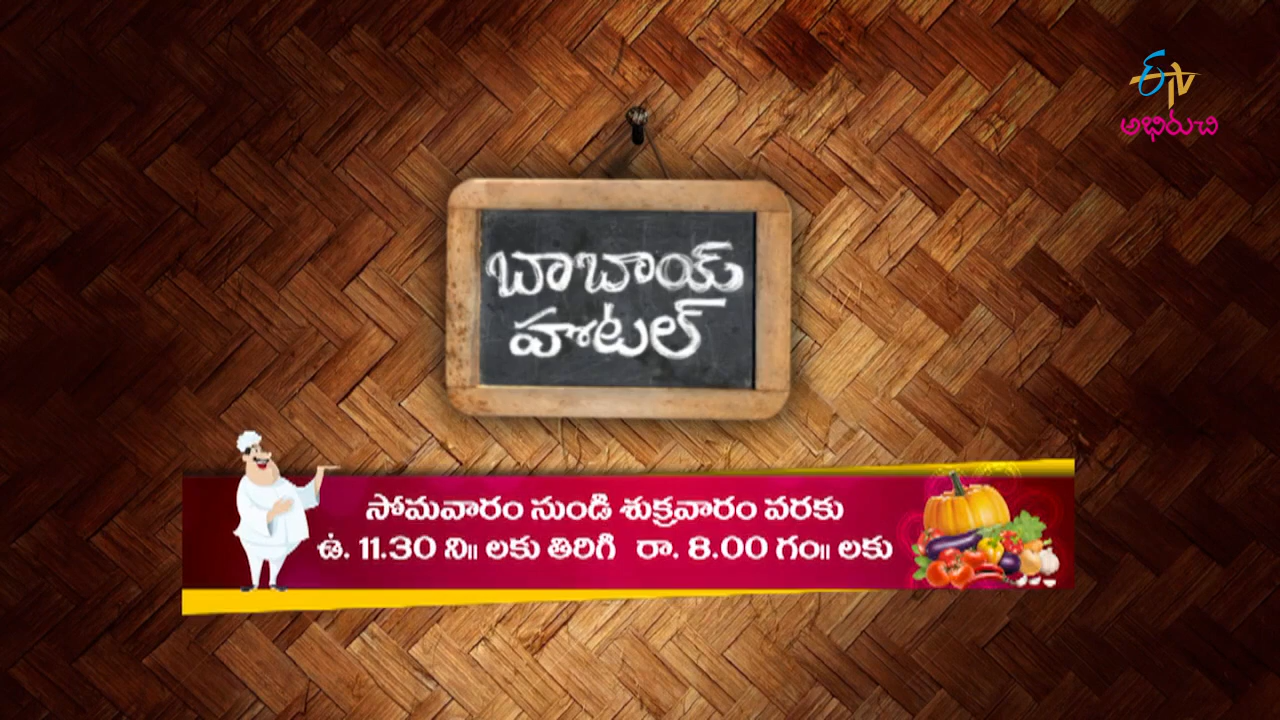 ETV
అభిరుచి
బాబాయ్
హోటల్
సోమవారం నుండి శుక్రవారం వరకు
ఉ. 11.30 ని॥ లకు తిరిగి రా. 8.00 గం॥ లకు